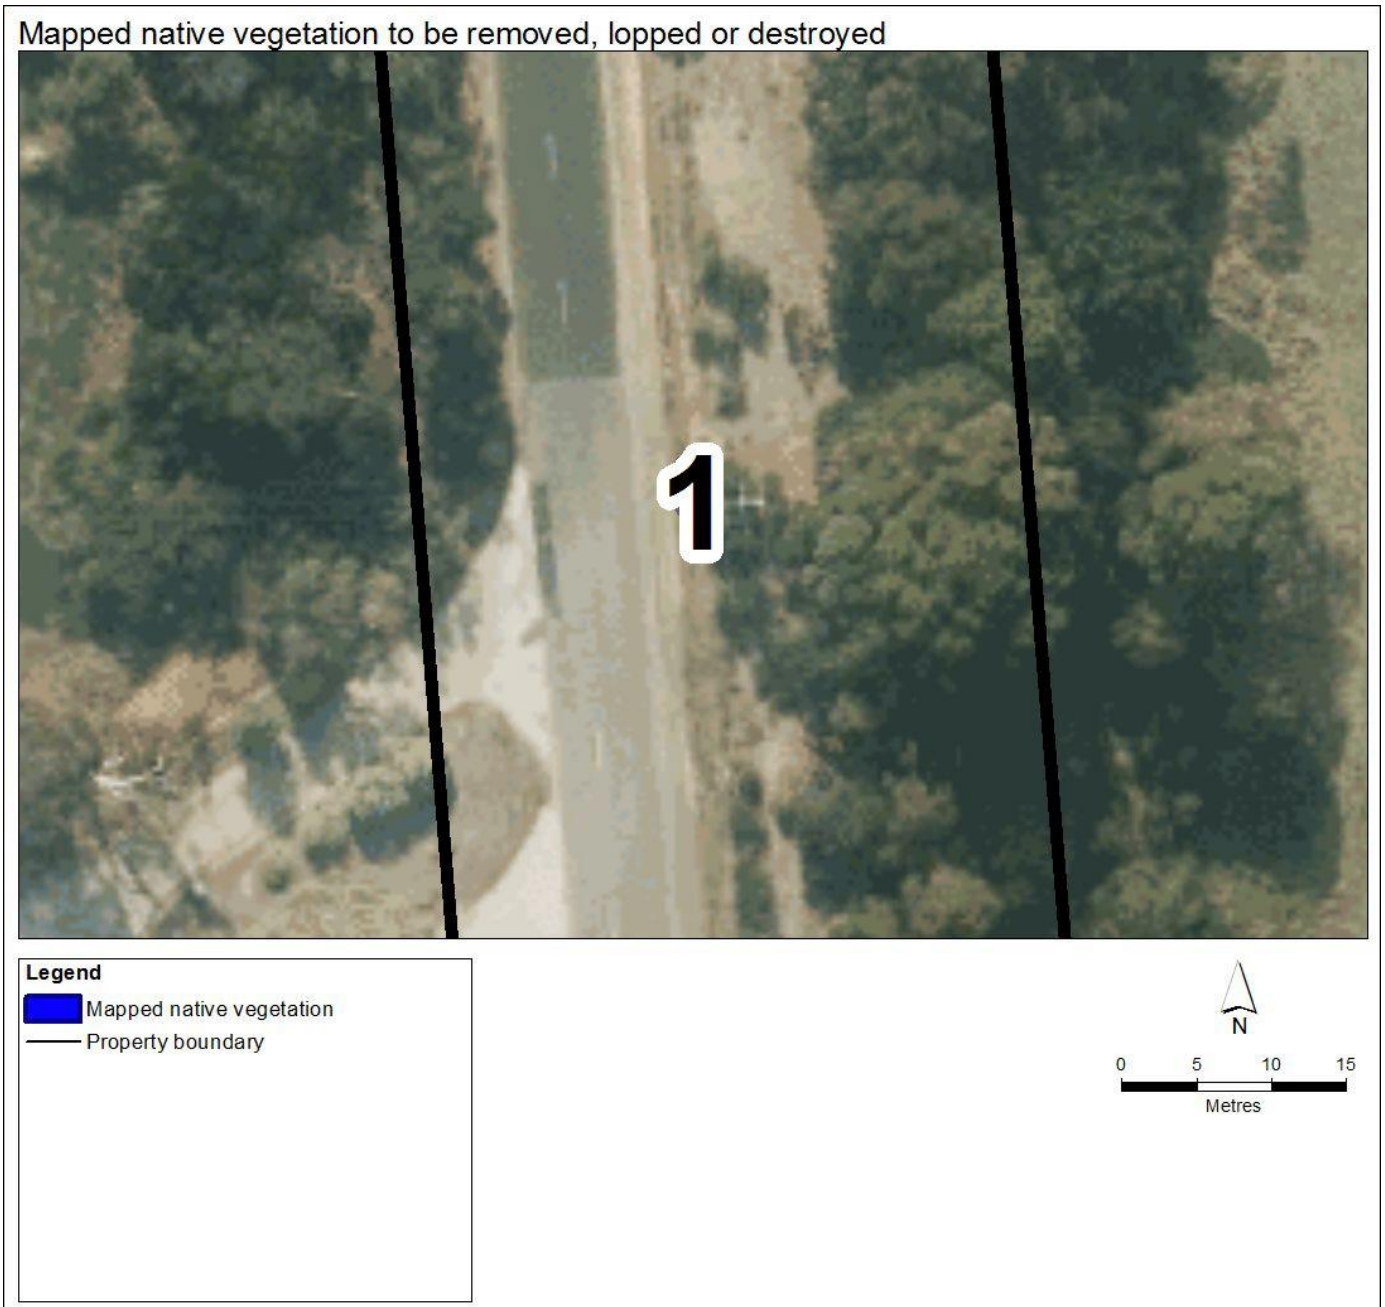 Mapped native vegetation to be removed, lopped or destroyed
1
Legend
Mapped native vegetation
Property boundary
N
0 5 10 15
Metres